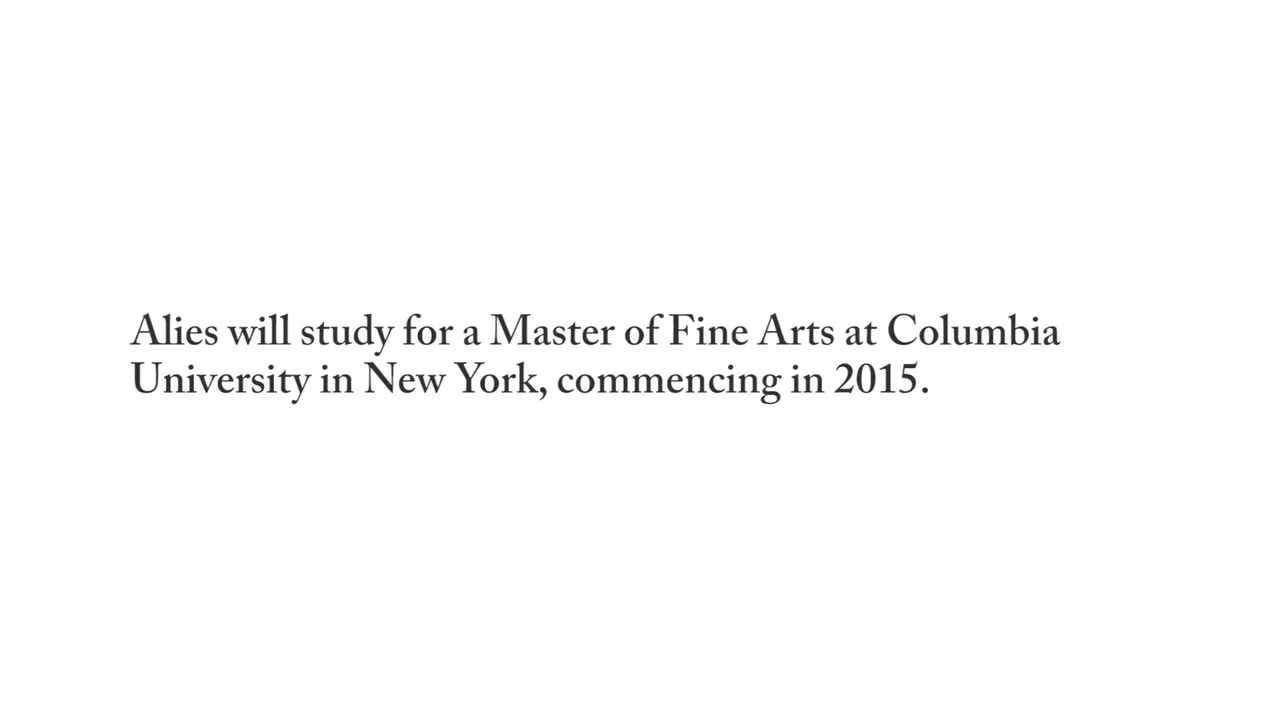 Alies will study for a Master of Fine Arts at Columbia
University in New York, commencing in 2015.